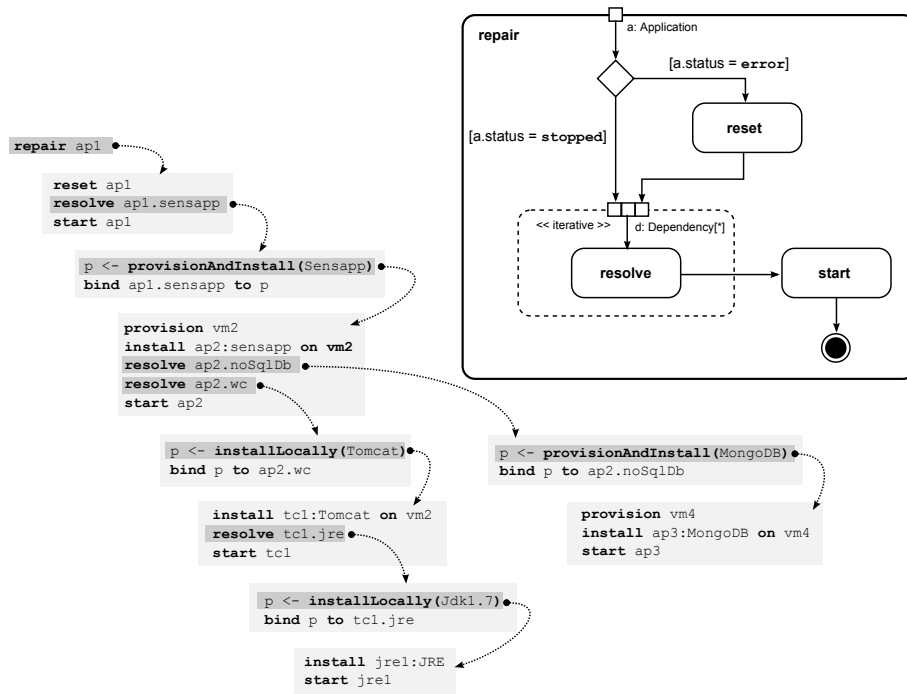 repair
a: Application
[a.status = error]
reset
[a.status = stopped]
<< iterative >>
d: Dependency[*]
resolve
start
repair ap1
reset ap1
resolve ap1.sensapp
start ap1
p <- provisionAndInstall(Sensapp)
bind ap1.sensapp to p
provision vm2
install ap2:sensapp on vm2
resolve ap2.noSqlDb
resolve ap2.wc
start ap2
p <- installLocally(Tomcat)
bind p to ap2.wc
p <- provisionAndInstall(MongoDB)
bind p to ap2.noSqlDb
install tc1:Tomcat on vm2
resolve tc1.jre
start tc1
provision vm4
install ap3:MongoDB on vm4
start ap3
p <- installLocally(Jdk1.7)
bind p to tc1.jre
install jre1:JRE
start jre1